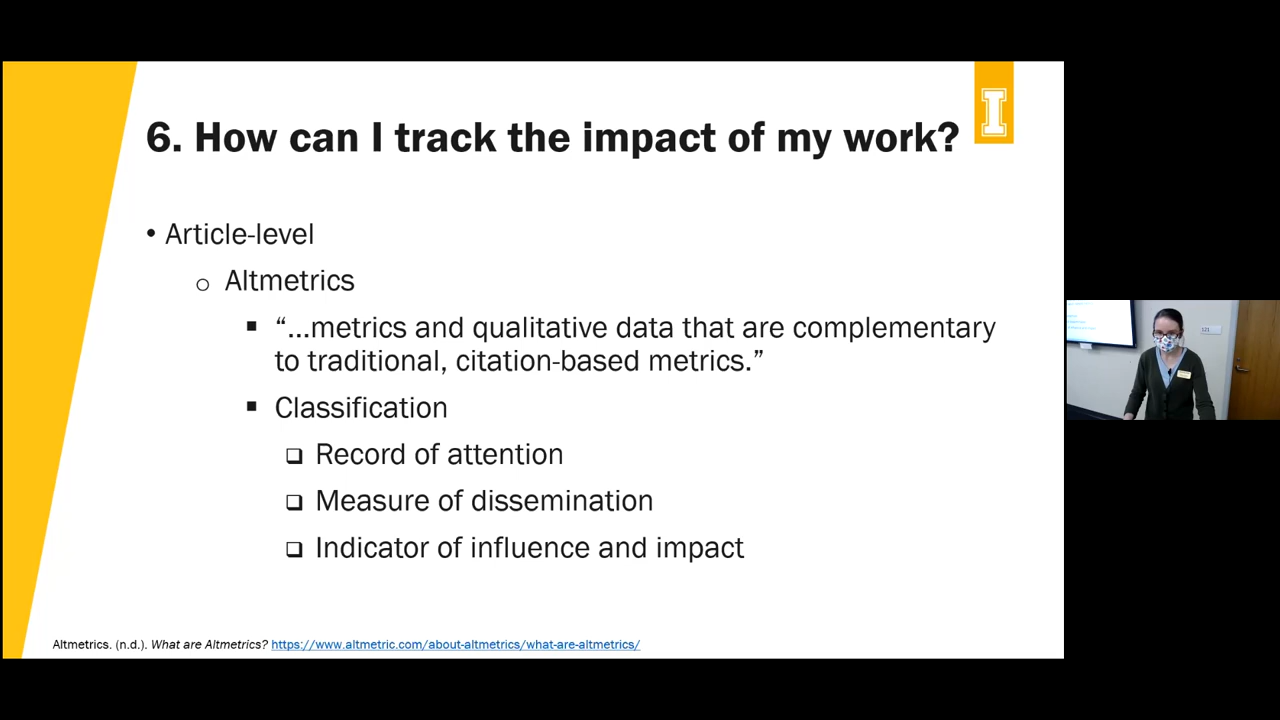 6. How can I track the impact of my work?
I
• Article-level
o Altmetrics
▪ “...metrics and qualitative data that are complementary
to traditional, citation-based metrics.”
▪ Classification
❑ Record of attention
❑ Measure of dissemination
❑ Indicator of influence and impact
Altmetrics. (n.d.). What are Altmetrics? https://www.altmetric.com/about-altmetrics/what-are-altmetrics/